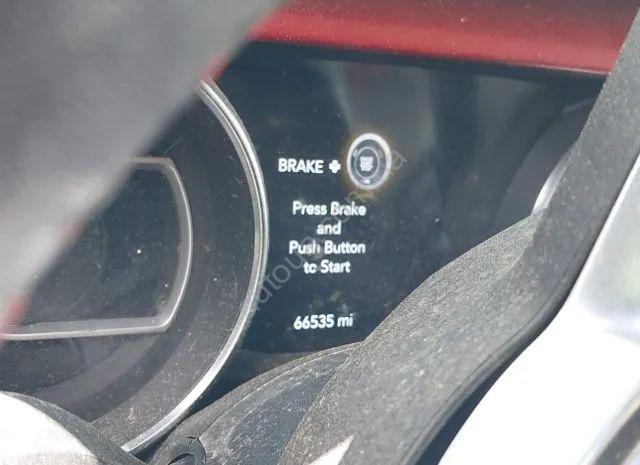 BRAKE +
Press Brake
and
Push Button
to Start
66535 mi